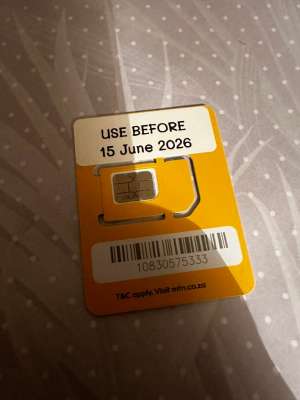 USE BEFORE
15 June 2026
10830575333
T&C apply. Visit mtn.co.za